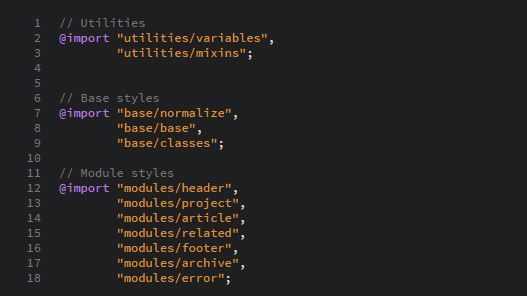 1 // Utilities
2 @import "utilities/variables",
3 "utilities/mixins";
4
5
6 // Base styles
7 @import "base/normalize",
8 "base/base",
9 "base/classes";
10
11 // Module styles
12 @import "modules/header",
13 "modules/project",
14 "modules/article",
15 "modules/related",
16 "modules/footer",
17 "modules/archive",
18 "modules/error";